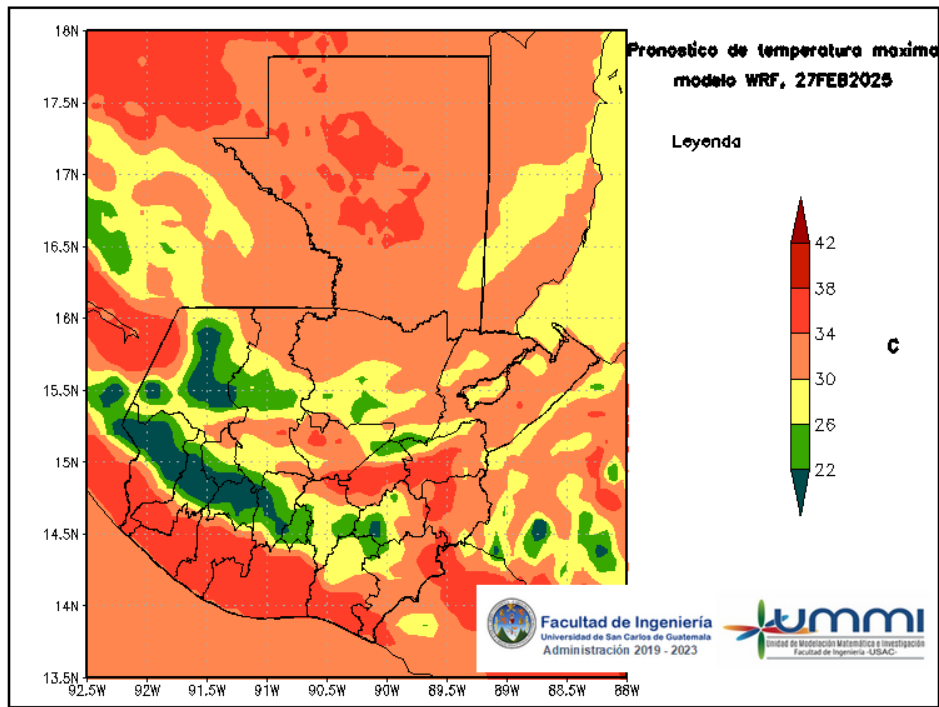 Pronostico de temperatura maxima
modelo WRF, 27FEB2025
Leyenda
42
38
34
30
26
22
C
18N
17.5N
17N
16.5N
16N
15.5N
15N
14.5N
14N
13.5N
92.5W
92W
91.5W
91W
90.5W
90W
89.5W
89W
88.5W
88W
Facultad de Ingeniería
Universidad de San Carlos de Guatemala
Administración 2019 - 2023
ummi
Unidad de Modelación Matemática e Investigación
Facultad de Ingeniería -USAC-